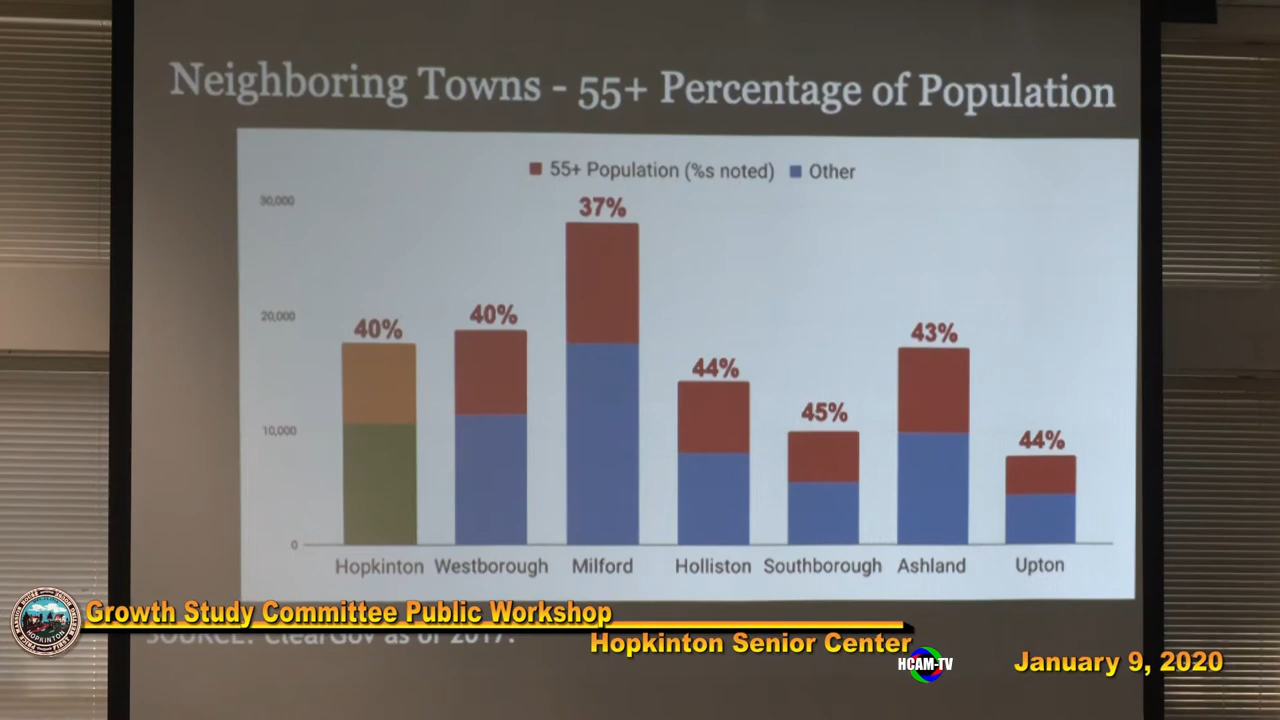 Neighboring Towns - 55+ Percentage of Population
55+ Population (%s noted) Other
30,000
37%
20,000
40% 40% 43%
44%
45%
10,000
44%
0
Hopkinton Westborough Milford Holliston Southborough Ashland Upton
Growth Study Committee Public Workshop
SOURCE: ClearGov as of 2017.
Hopkinton Senior Center
HCAM-TV
January 9, 2020
HOPKINTON